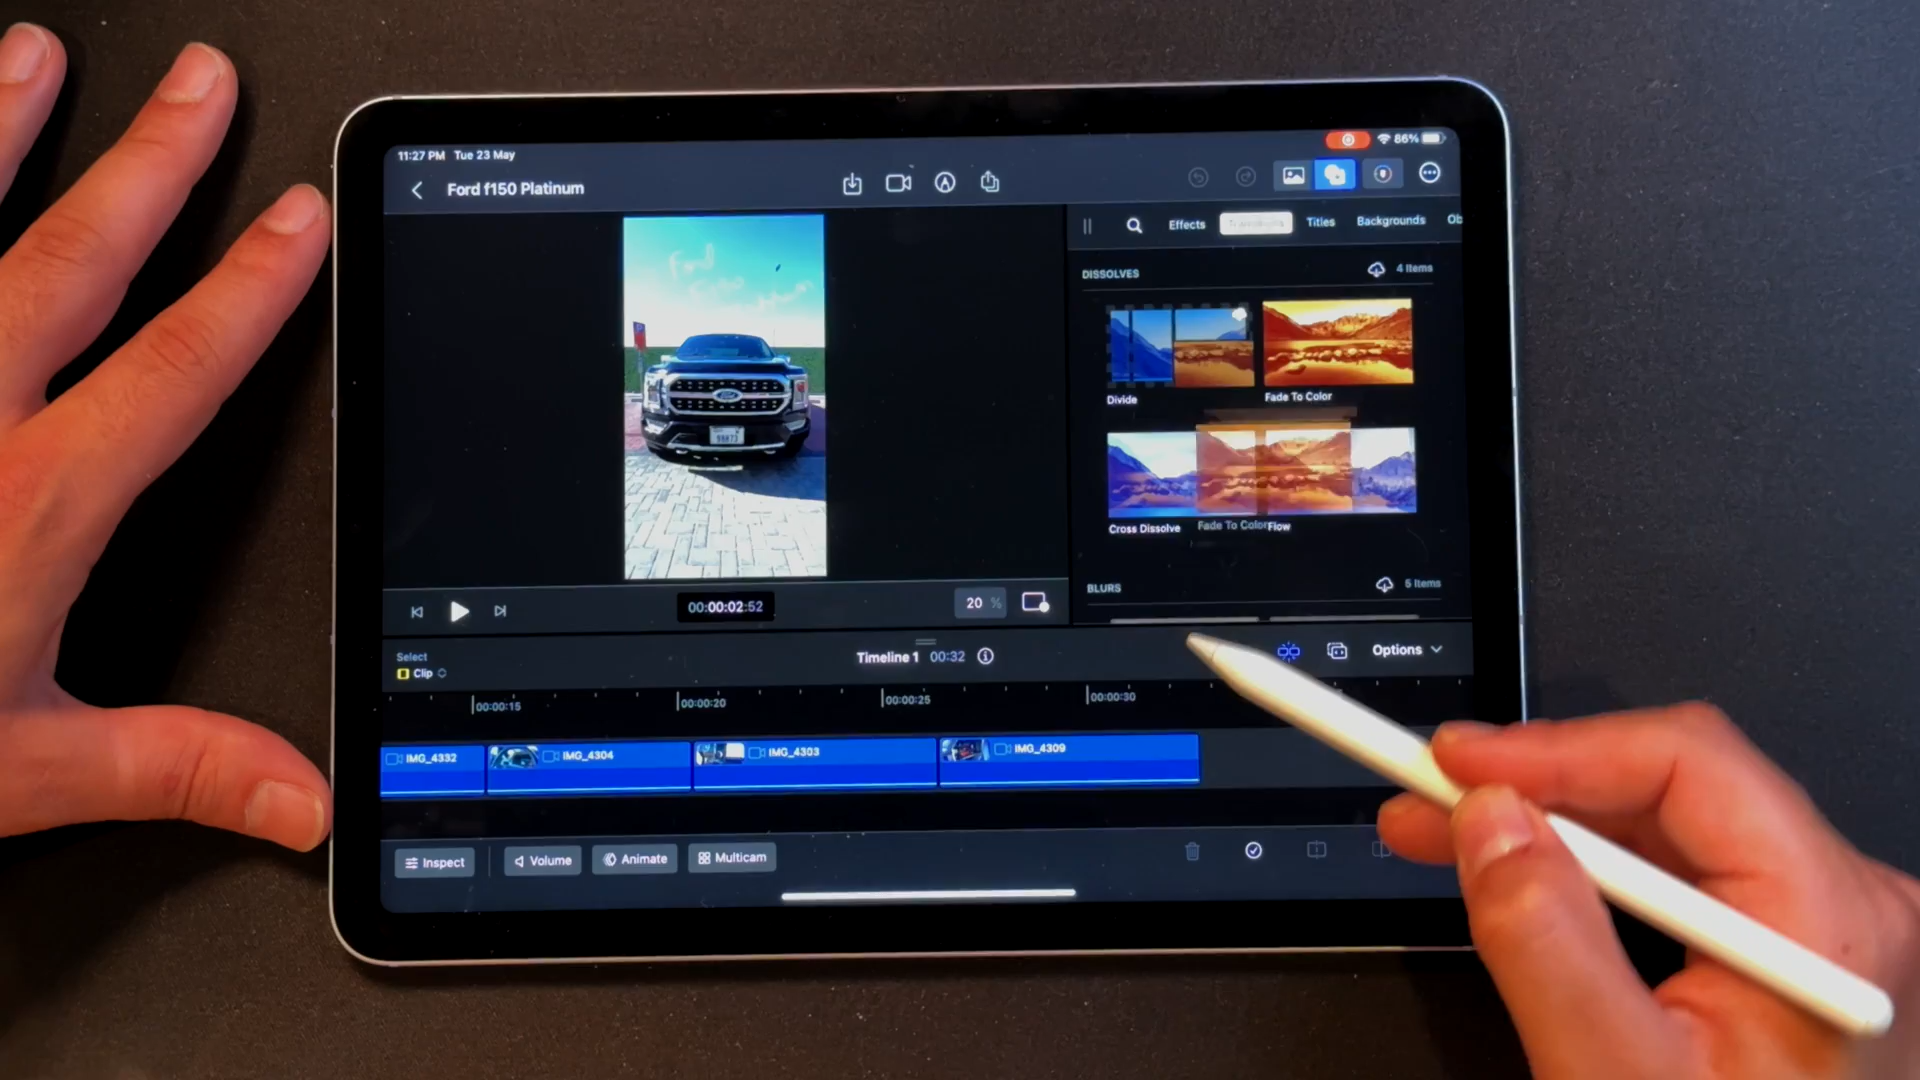 11:27 PM Tue 23 May
86%
Ford f150 Platinum
Effects
Titles
Backgrounds
Ob
DISSOLVES
4 Items
Divide
Fade To Color
Cross Dissolve
Fade To Color
Flow
BLURS
5 Items
Ford
00:00:02:52
20 %
Select
Clip
Timeline 1 00:32
Options
00:00:15
00:00:20
00:00:25
00:00:30
IMG_4332
IMG_4304
IMG_4303
IMG_4309
Inspect
Volume
Animate
Multicam